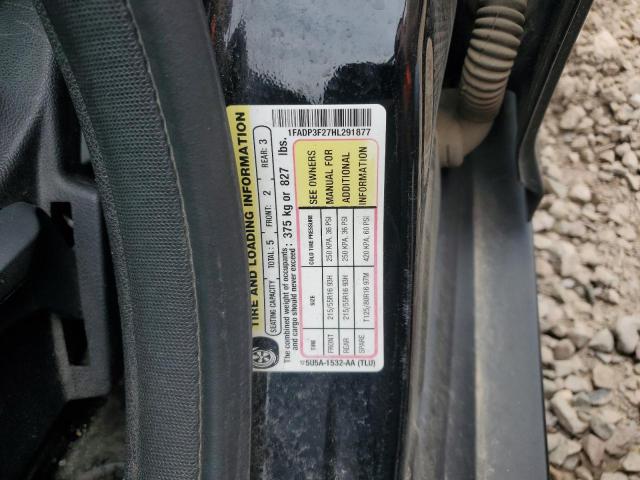 1FADP3F27HL291877
TIRE AND LOADING INFORMATION
SEATING CAPACITY TOTAL : 5 FRONT: 2 REAR: 3
The combined weight of occupants and cargo should never exceed : 375 kg or 827 lbs.
TIRE SIZE COLD TIRE PRESSURE SEE OWNERS
FRONT 215/55R16 93H 250 KPA, 36 PSI MANUAL FOR
REAR 215/55R16 93H 250 KPA, 36 PSI ADDITIONAL
SPARE T125/80R16 97M 420 KPA, 60 PSI INFORMATION
5U5A-1532-AA (TLU)